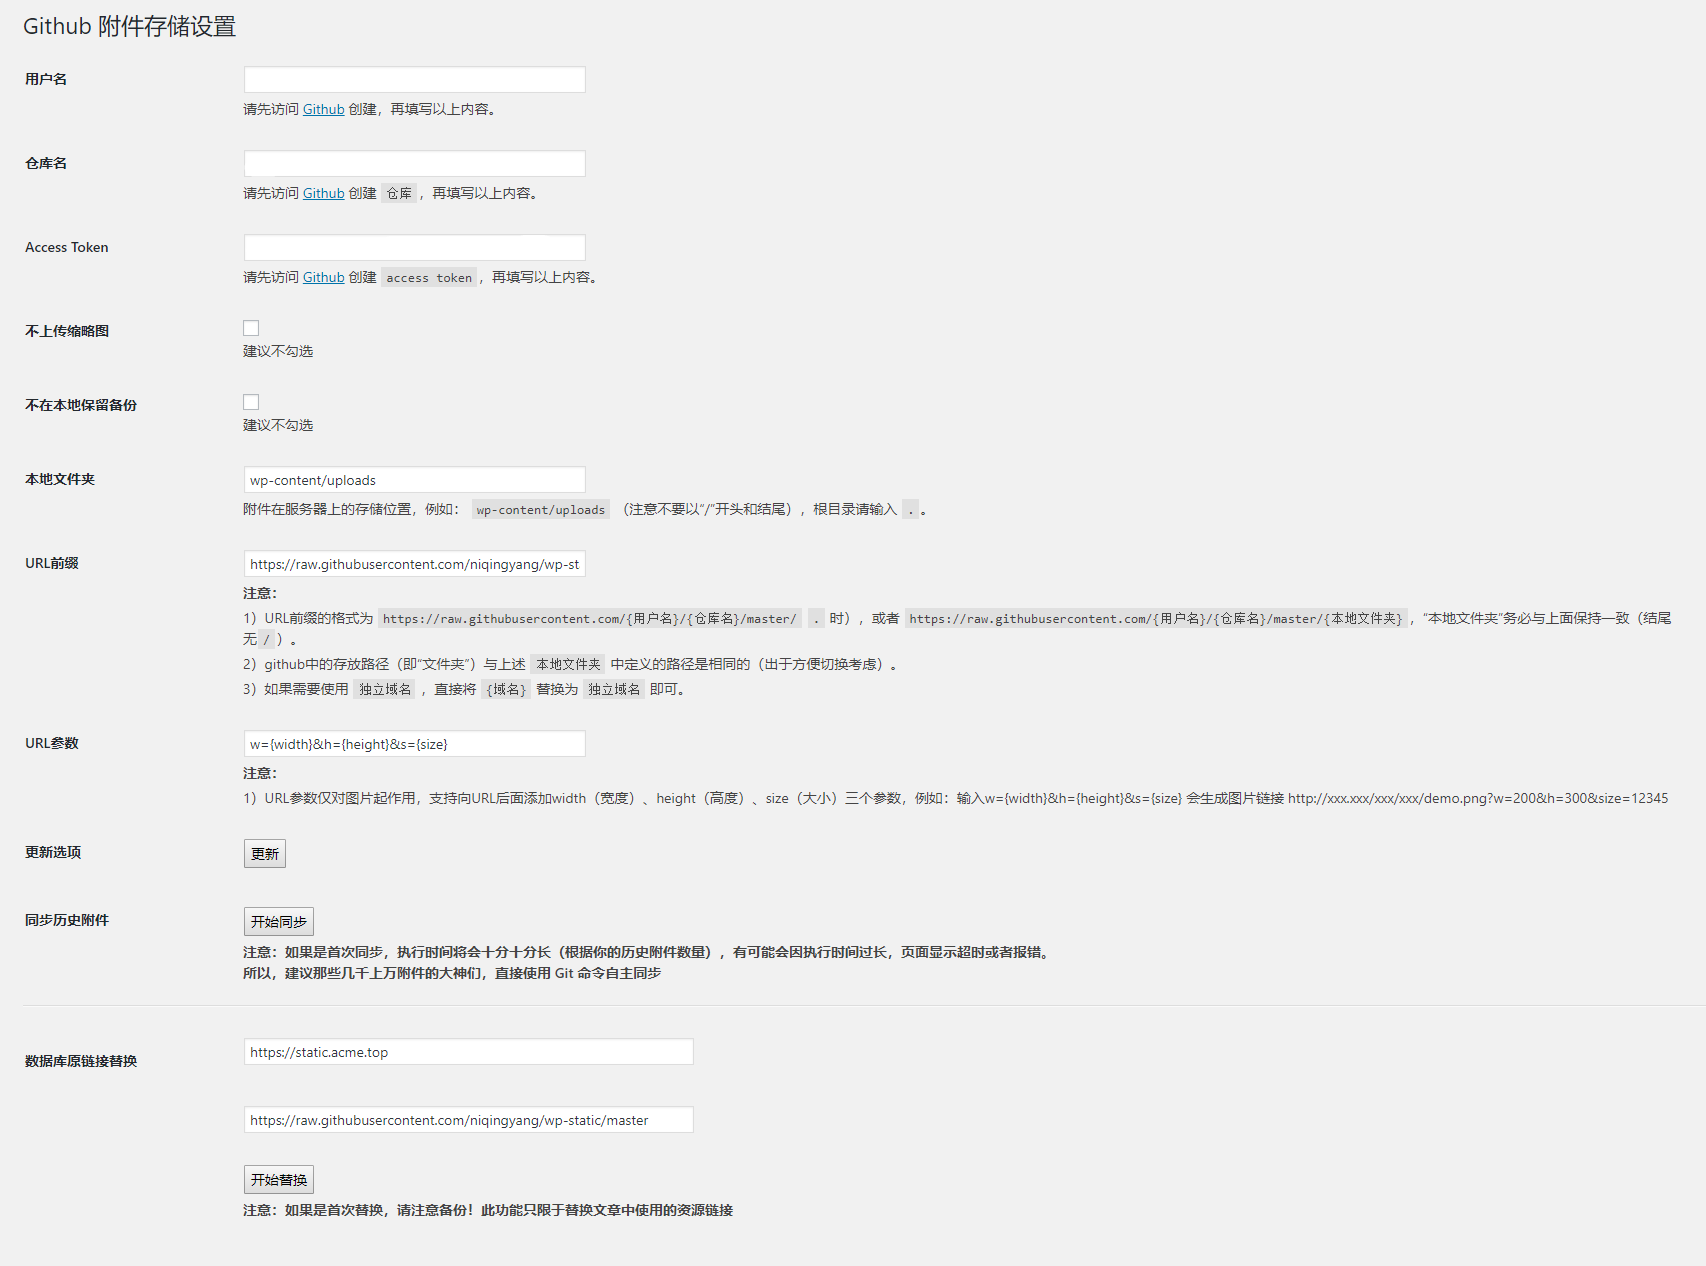 Github 附件存储设置
用户名
请先访问 Github 创建，再填写以上内容。
仓库名
请先访问 Github 创建 仓库 ，再填写以上内容。
Access Token
请先访问 Github 创建 access token ，再填写以上内容。
不上传缩略图
建议不勾选
不在本地保留备份
建议不勾选
本地文件夹
wp-content/uploads
附件在服务器上的存储位置，例如： wp-content/uploads （注意不要以“/”开头和结尾），根目录请输入 . 。
URL前缀
https://raw.githubusercontent.com/niqingyang/wp-st
注意：
1）URL前缀的格式为 https://raw.githubusercontent.com/{用户名}/{仓库名}/master/ . 时），或者 https://raw.githubusercontent.com/{用户名}/{仓库名}/master/{本地文件夹} ，“本地文件夹”务必与上面保持一致（结尾
无 / ）。
2）github中的存放路径（即“文件夹”）与上述 本地文件夹 中定义的路径是相同的（出于方便切换考虑）。
3）如果需要使用 独立域名 ，直接将 {域名} 替换为 独立域名 即可。
URL参数
w={width}&h={height}&s={size}
注意：
1）URL参数仅对图片起作用，支持向URL后面添加width（宽度）、height（高度）、size（大小）三个参数，例如：输入w={width}&h={height}&s={size} 会生成图片链接 http://xxx.xxx/xxx/xxx/demo.png?w=200&h=300&size=12345
更新选项
更新
同步历史附件
开始同步
注意：如果是首次同步，执行时间将会十分十分长（根据你的历史附件数量），有可能会因执行时间过长，页面显示超时或者报错。
所以，建议那些几千上万附件的大神们，直接使用 Git 命令自主同步
数据库原链接替换
https://static.acme.top
https://raw.githubusercontent.com/niqingyang/wp-static/master
开始替换
注意：如果是首次替换，请注意备份！此功能只限于替换文章中使用的资源链接